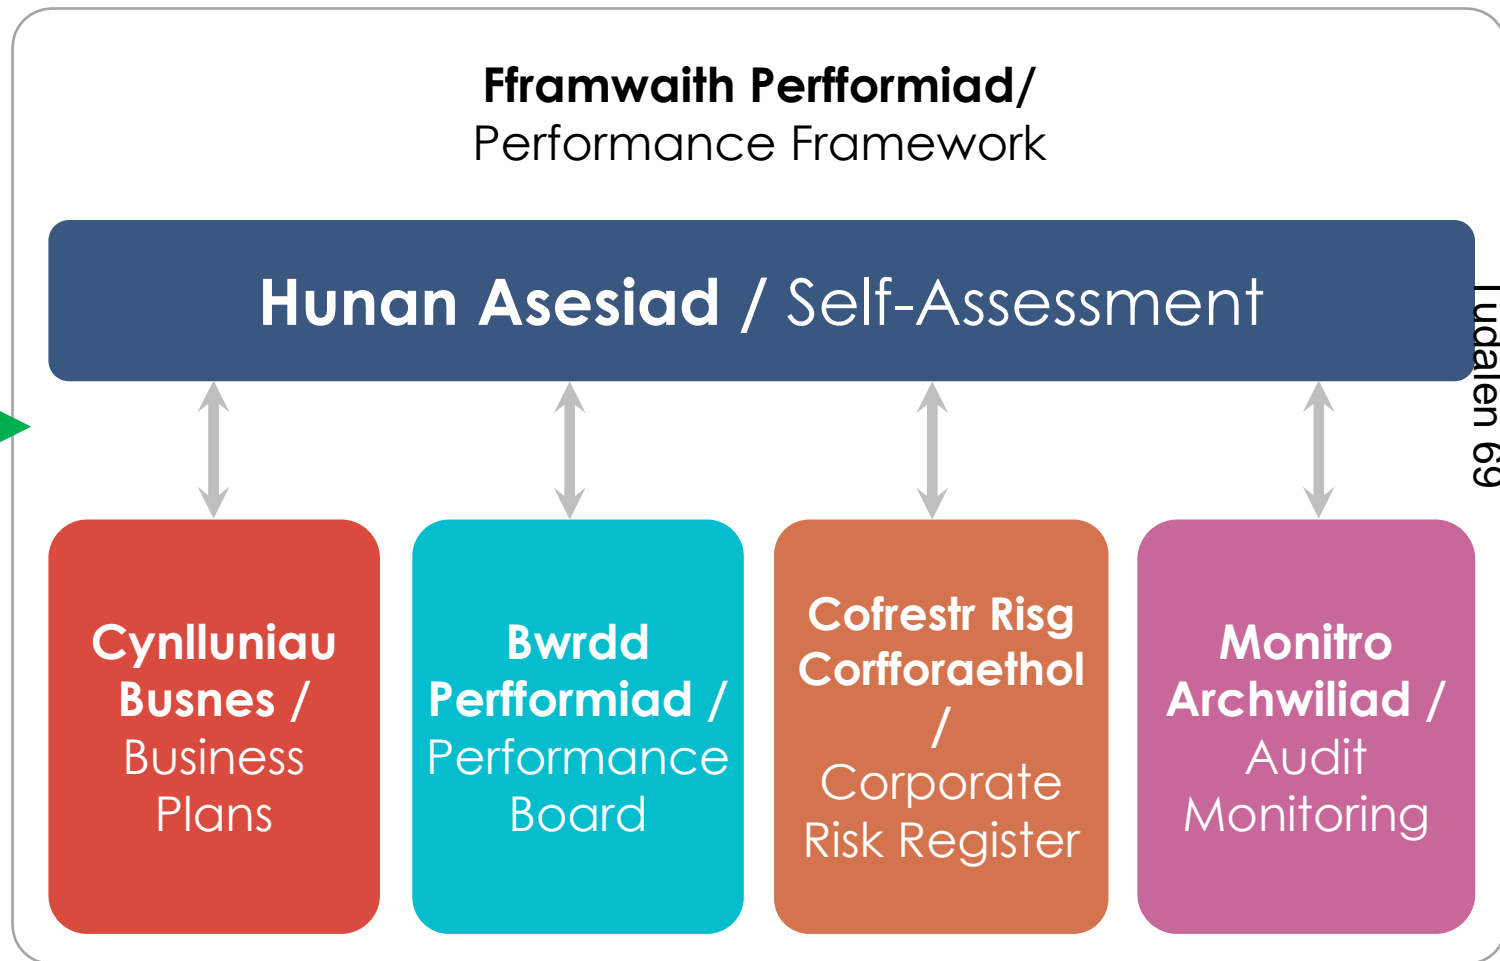 Fframwaith Perfformiad/
Performance Framework
Hunan Asesiad / Self-Assessment
Cynlluniau
Busnes /
Business
Plans
Bwrdd
Perfformiad /
Performance
Board
Cofrestr Risg
Corfforaethol
/
Corporate
Risk Register
Monitro
Archwiliad /
Audit
Monitoring
Tudalen 69